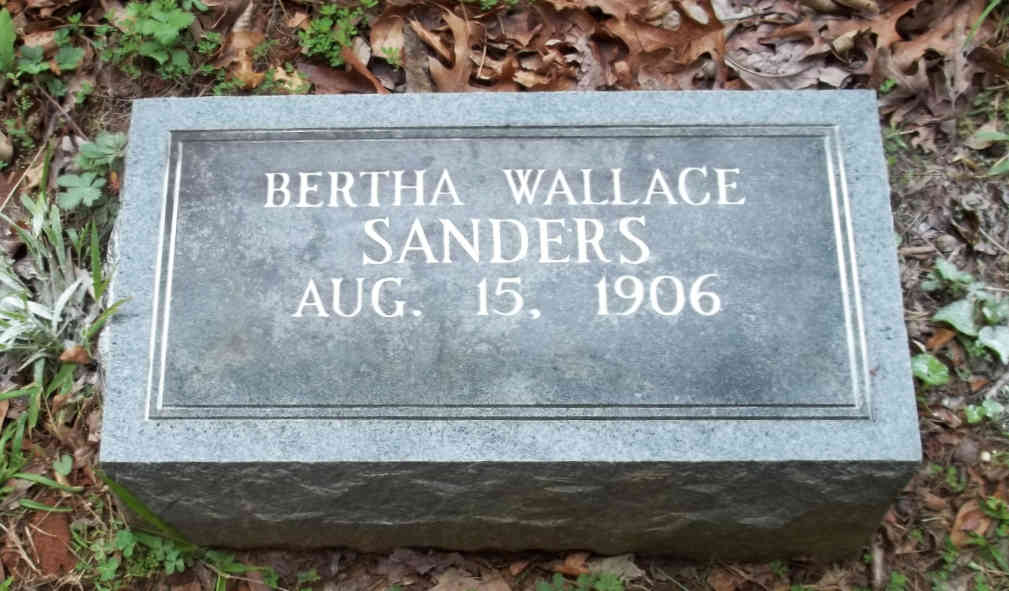 BERTHA WALLACE
SANDERS
AUG. 15, 1906